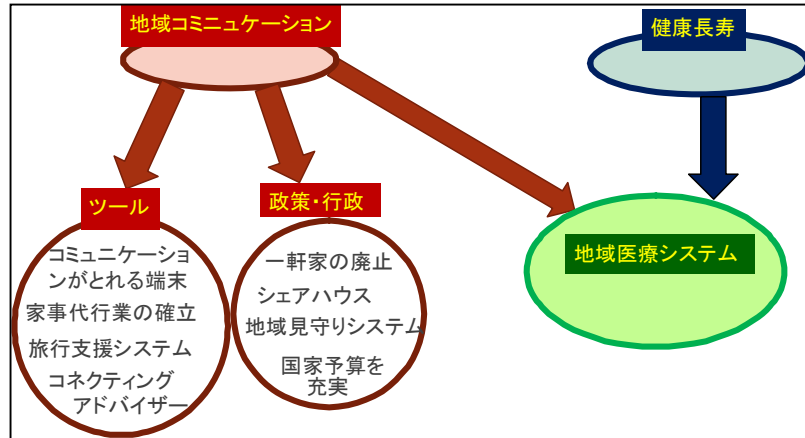 地域コミニュケーション
健康長寿
ツール
コミュニケーショ
ンがとれる端末
家事代行業の確立
旅行支援システム
コネクティング
アドバイザー
政策・行政
一軒家の廃止
シェアハウス
地域見守りシステム
国家予算を
充実
地域医療システム